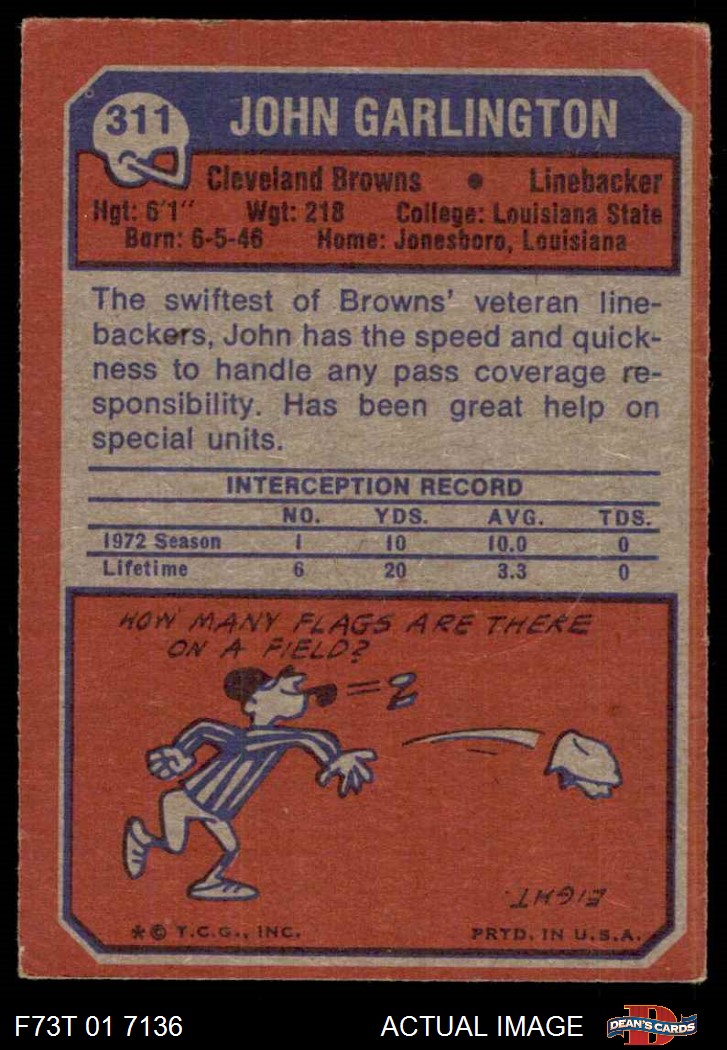 311
JOHN GARLINGTON
Cleveland Browns • Linebacker
Hgt: 6'1" Wgt: 218 College: Louisiana State
Born: 6-5-46 Home: Jonesboro, Louisiana
The swiftest of Browns' veteran line-
backers, John has the speed and quick-
ness to handle any pass coverage re-
sponsibility. Has been great help on
special units.
INTERCEPTION RECORD
NO. YDS. AVG. TDS.
1972 Season 1 10 10.0 0
Lifetime 6 20 3.3 0
HOW MANY FLAGS ARE THERE
ON A FIELD?
=2
EIGHT.
*© T.C.G., INC. PRTD. IN U.S.A.
F73T 01 7136 ACTUAL IMAGE
D
DEAN'S CARDS